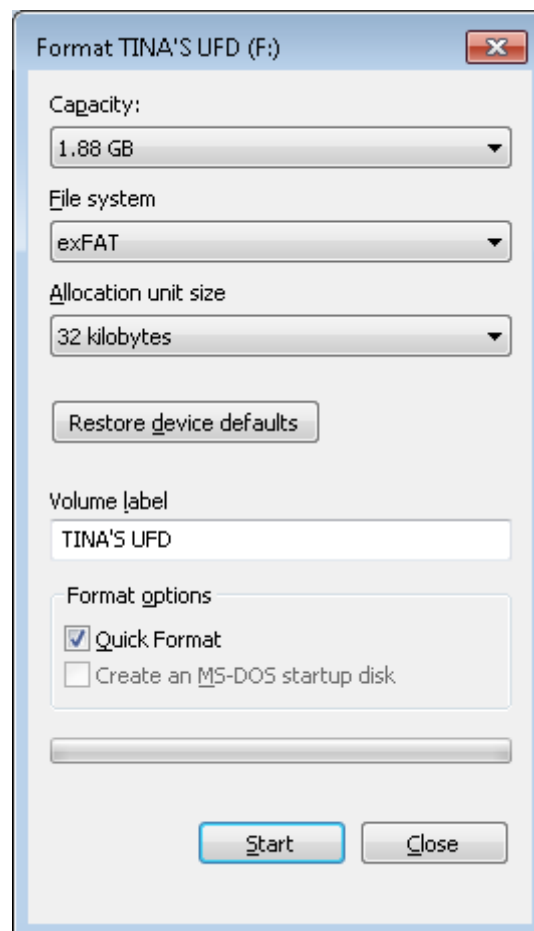 Format TINA'S UFD (F:)
Capacity:
1.88 GB
File system
exFAT
Allocation unit size
32 kilobytes
Restore device defaults
Volume label
TINA'S UFD
Format options
Quick Format
Create an MS-DOS startup disk
Start Close